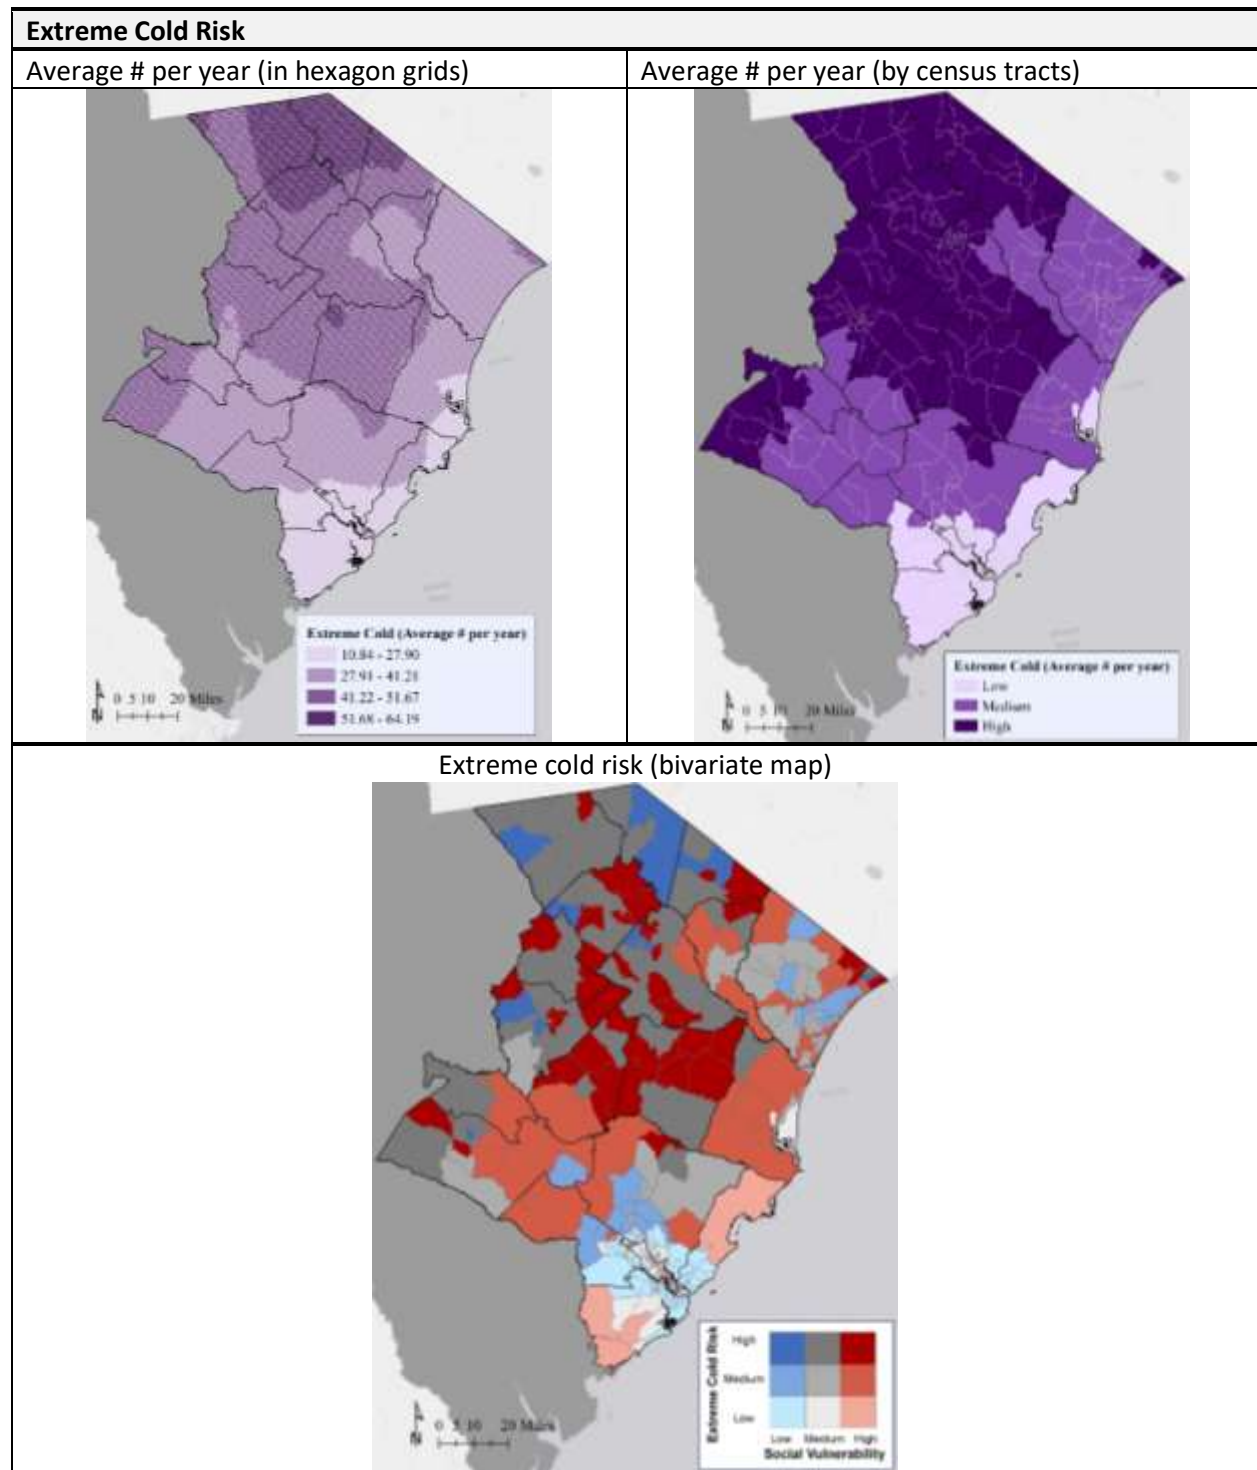 Extreme Cold Risk
Average # per year (in hexagon grids)
Average # per year (by census tracts)
Extreme Cold (Average # per year)
10.84 - 27.90
27.91 - 41.21
41.22 - 51.67
51.68 - 64.19
N
0 5 10 20 Miles
Extreme Cold (Average # per year)
Low
Medium
High
N
0 5 10 20 Miles
Extreme cold risk (bivariate map)
Extreme Cold Risk
High
Medium
Low
Low Medium High
Social Vulnerability
N
0 5 10 20 Miles